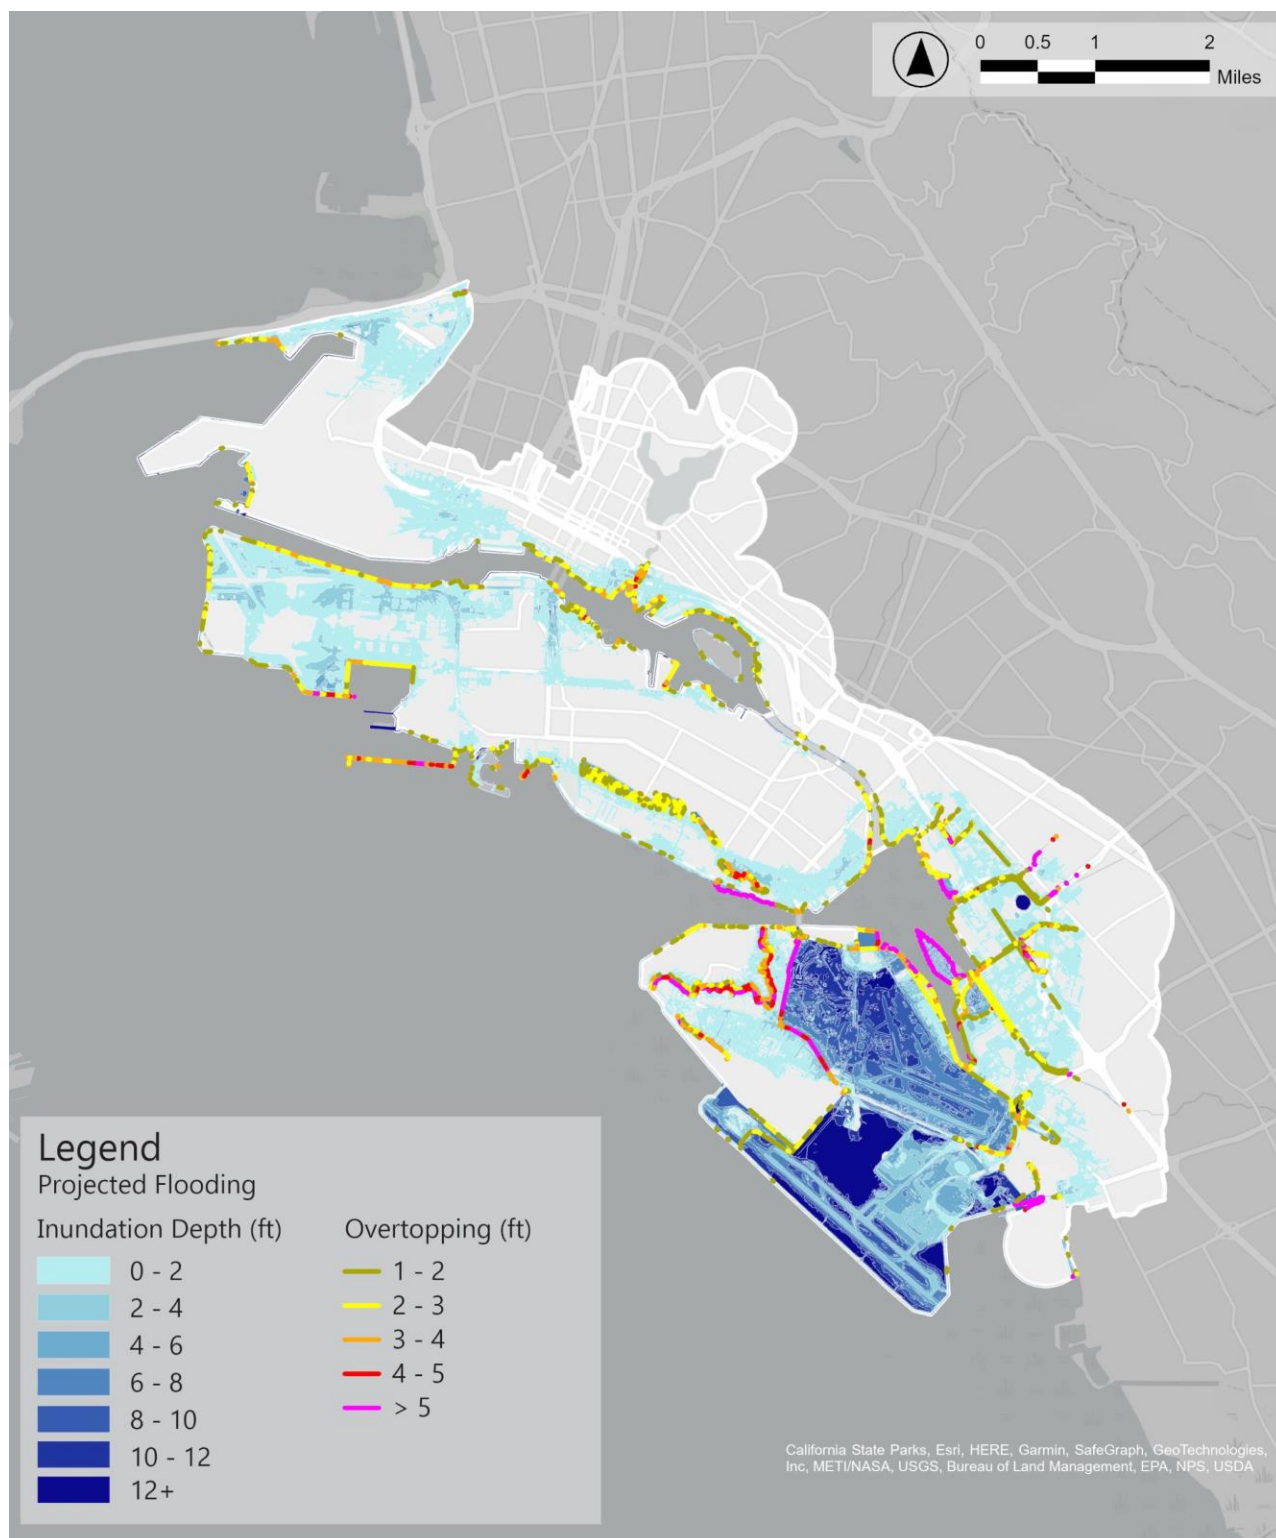 0 0.5 1 2
Miles
Legend
Projected Flooding
Inundation Depth (ft)
0 - 2
2 - 4
4 - 6
6 - 8
8 - 10
10 - 12
12+
Overtopping (ft)
1 - 2
2 - 3
3 - 4
4 - 5
> 5
California State Parks, Esri, HERE, Garmin, SafeGraph, GeoTechnologies,
Inc, METI/NASA, USGS, Bureau of Land Management, EPA, NPS, USDA